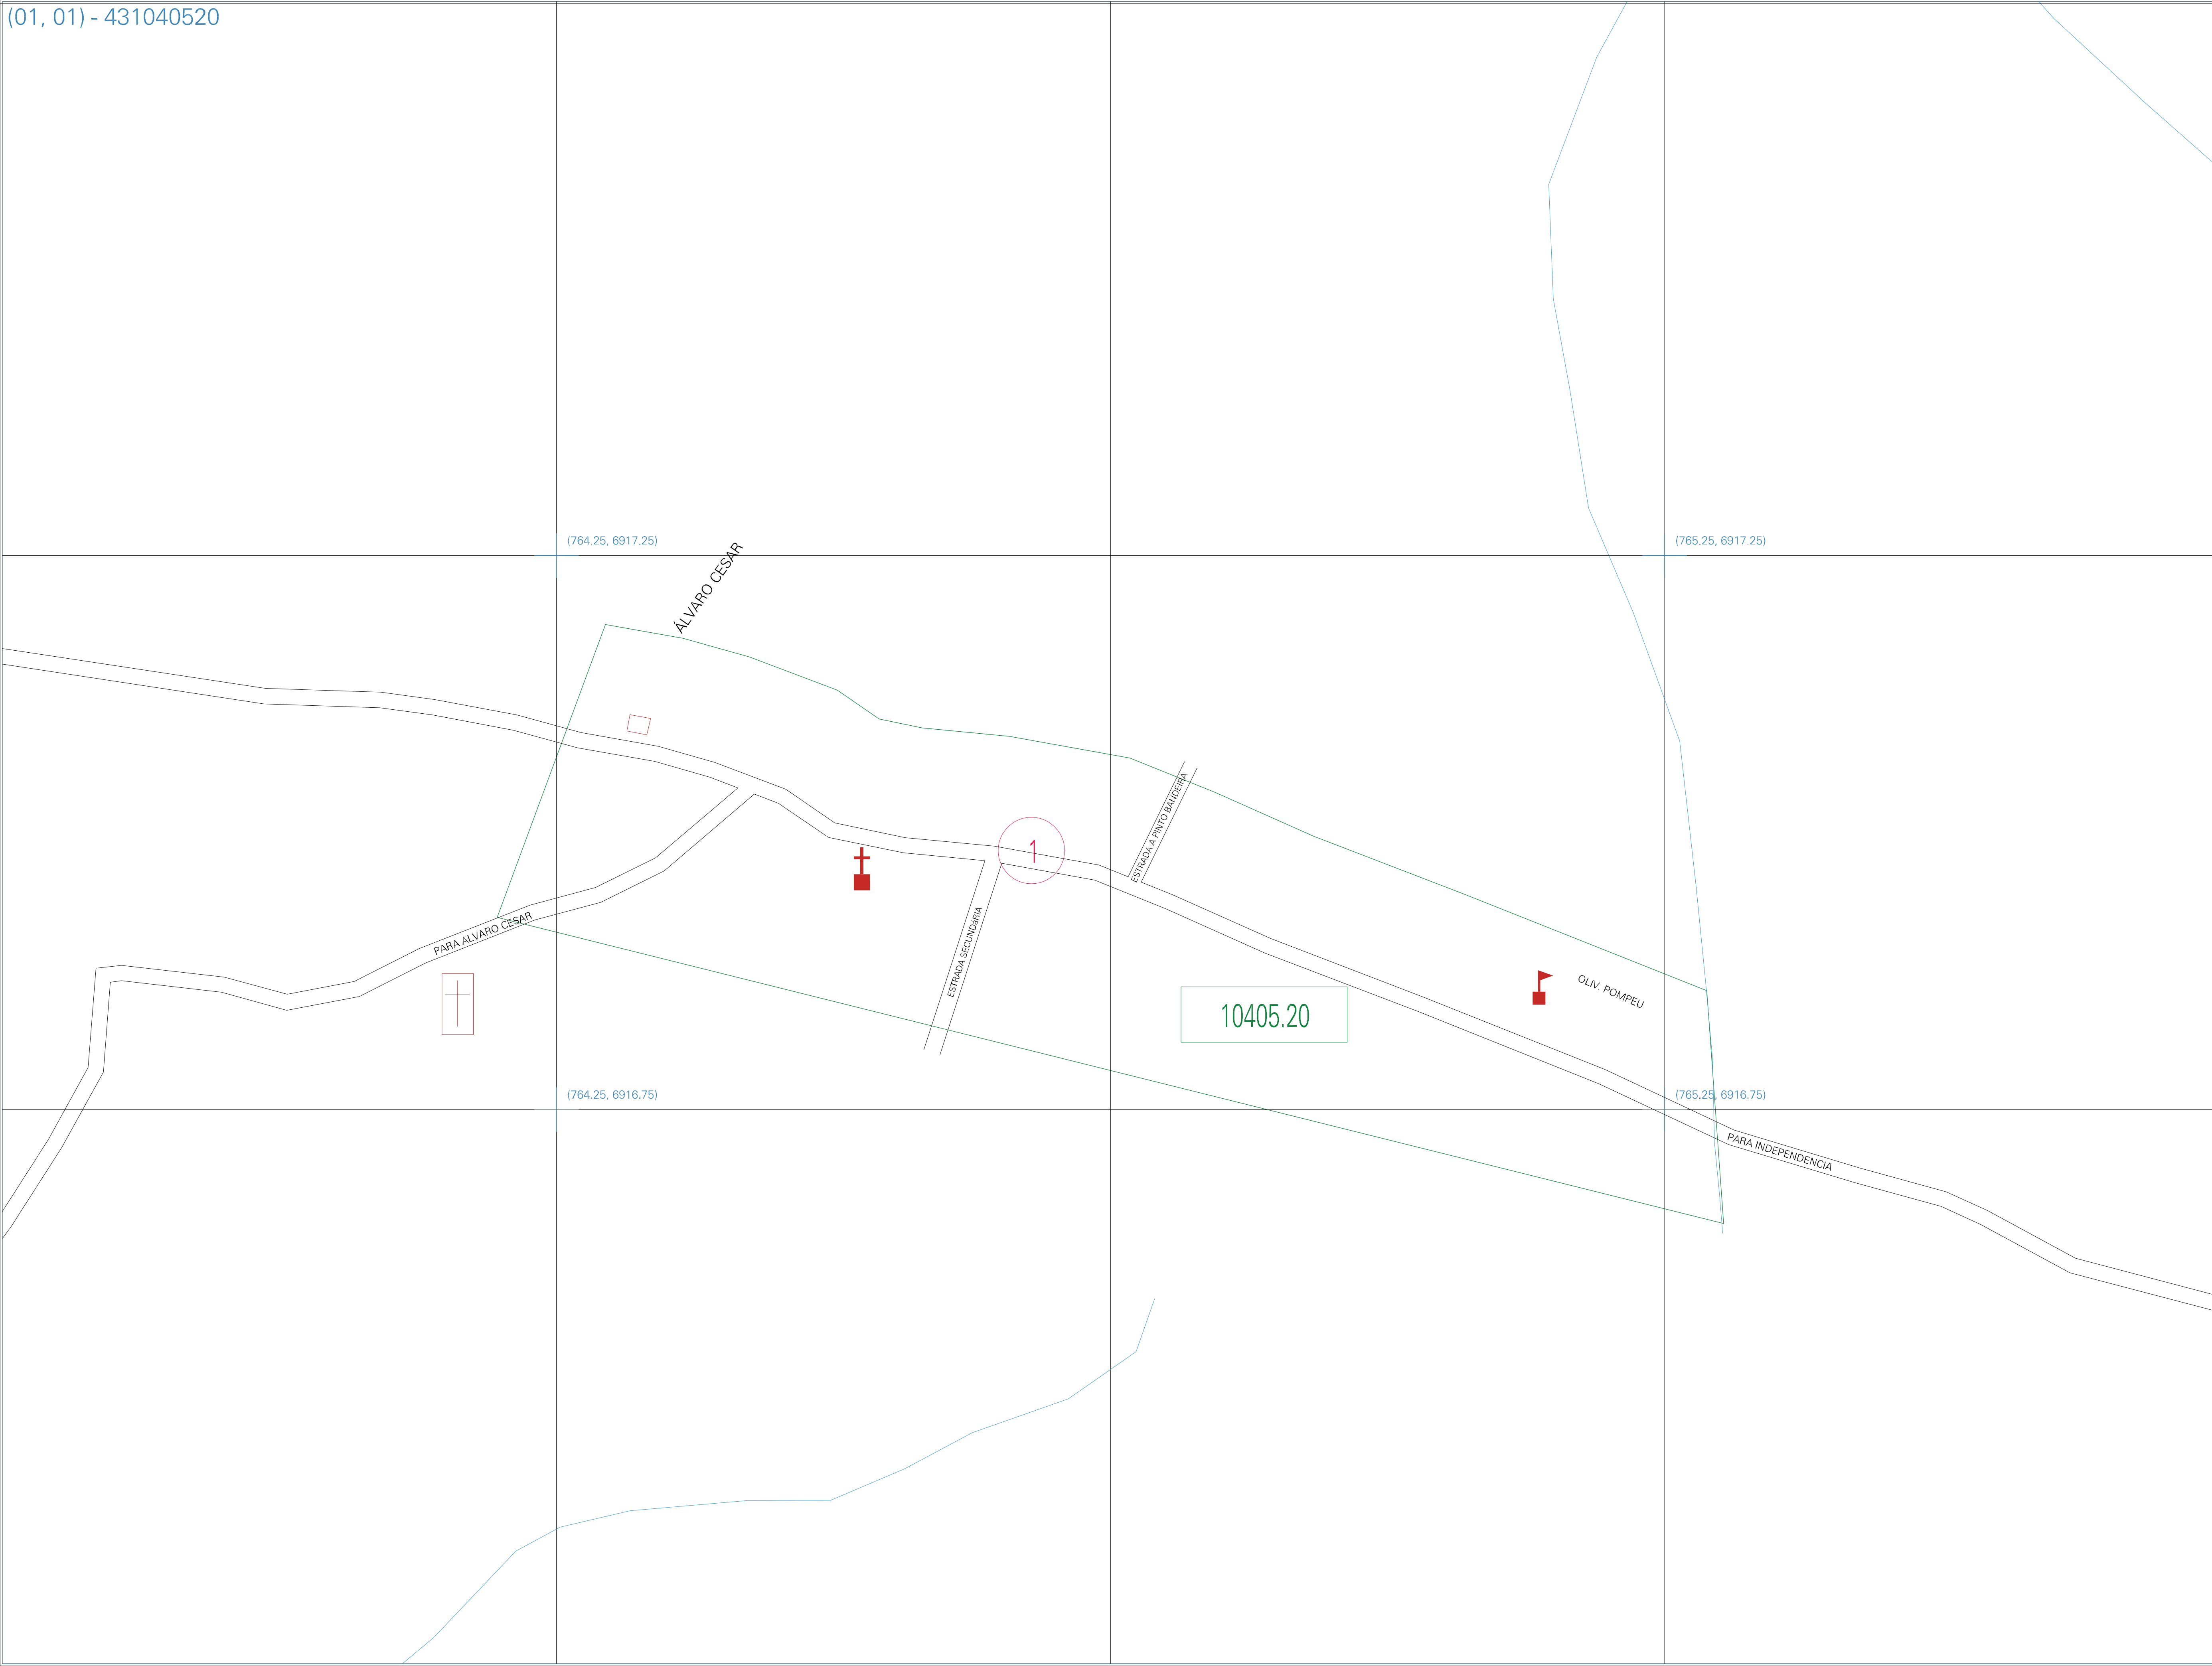 (01, 01) - 431040520
(764.25, 6917.25)
(765.25, 6917.25)
ÁLVARO CESAR
ESTRADA A PINTO BANDEIRA
1
PARA ALVARO CESAR
ESTRADA SECUNDáRIA
OLIV. POMPEU
10405.20
(764.25, 6916.75)
(765.25, 6916.75)
PARA INDEPENDENCIA